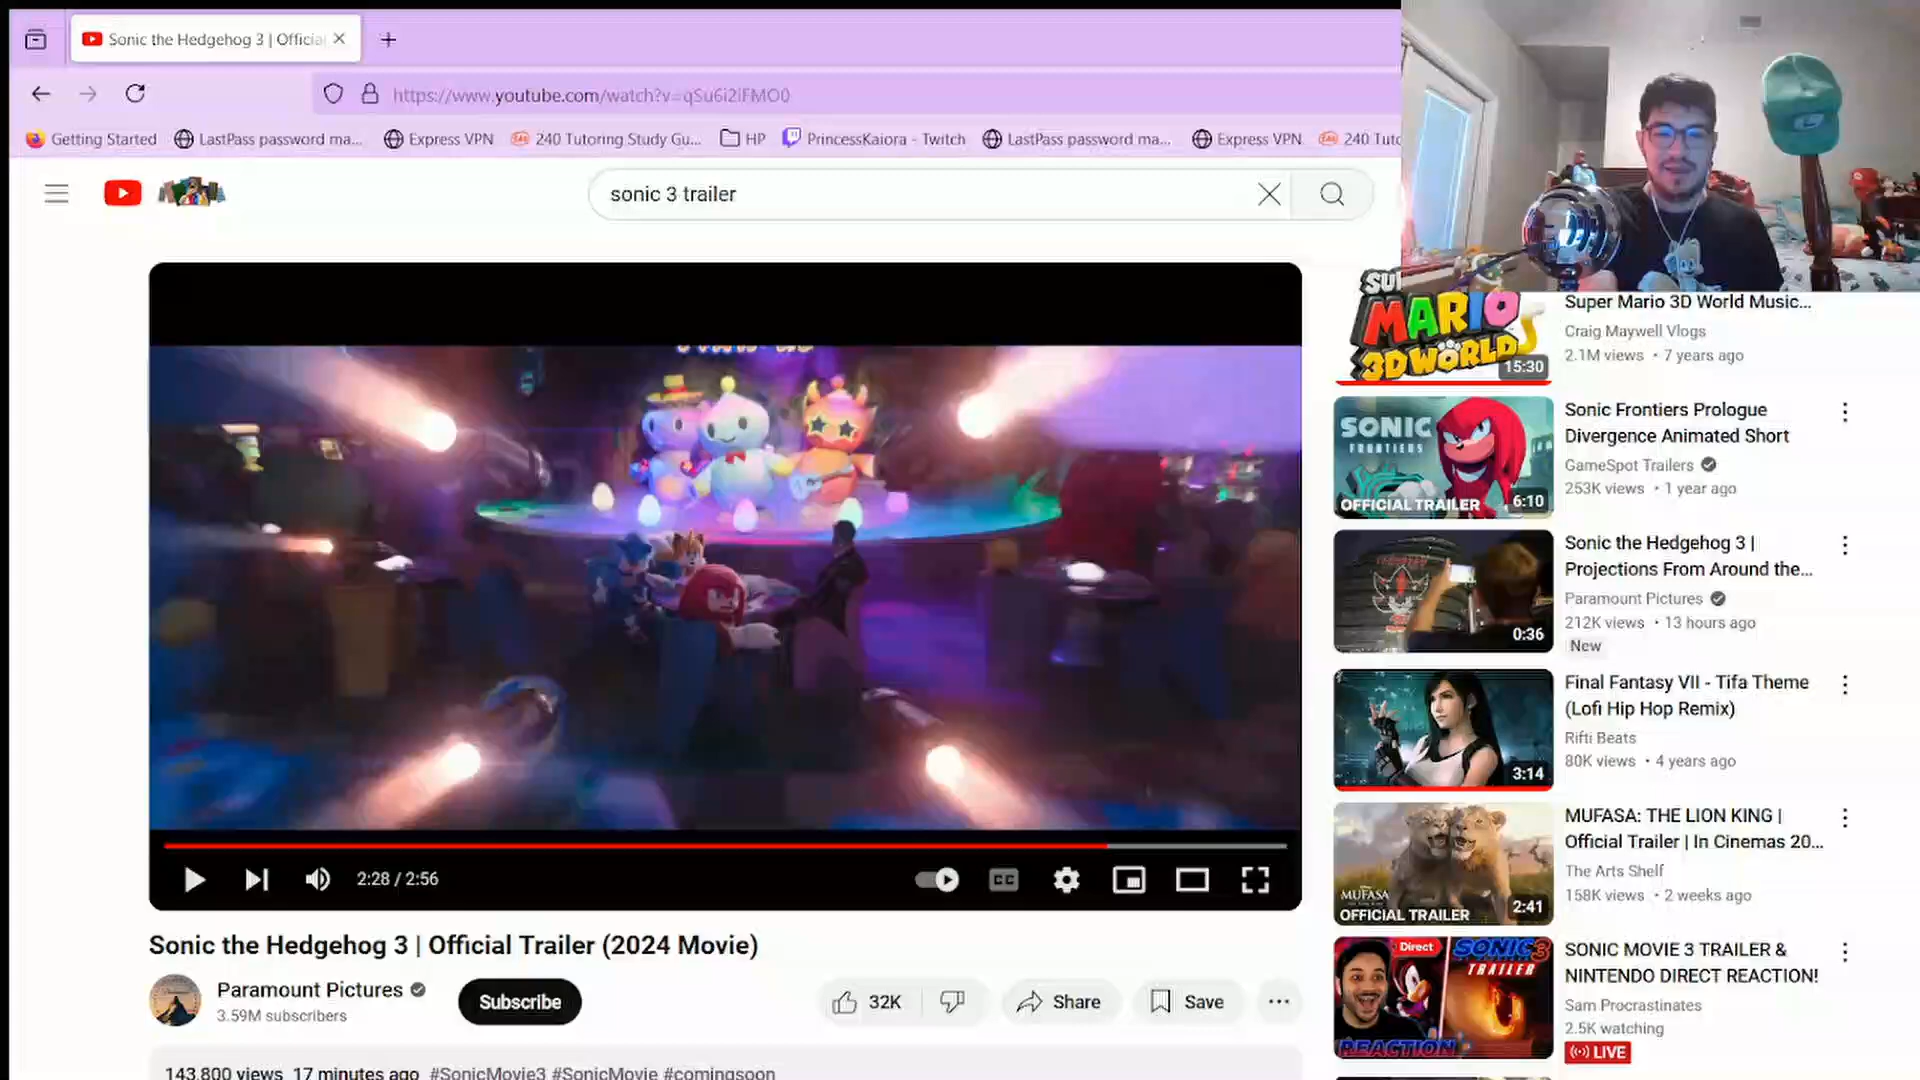 Sonic the Hedgehog 3 | Official
https://www.youtube.com/watch?v=qSu6i2iFMO0
Getting Started
LastPass password ma...
Express VPN
240 Tutoring Study Gu...
HP
PrincessKaiora - Twitch
LastPass password ma...
Express VPN
240 Tuto
sonic 3 trailer
SU
MARIO
3D WORLD
15:30
Super Mario 3D World Music...
Craig Maywell Vlogs
2.1M views • 7 years ago
SONIC
FRONTIERS
OFFICIAL TRAILER
6:10
Sonic Frontiers Prologue
Divergence Animated Short
GameSpot Trailers
253K views • 1 year ago
0:36
Sonic the Hedgehog 3 |
Projections From Around the...
Paramount Pictures
212K views • 13 hours ago
New
3:14
Final Fantasy VII - Tifa Theme
(Lofi Hip Hop Remix)
Rifti Beats
80K views • 4 years ago
MUFASA
OFFICIAL TRAILER
2:41
MUFASA: THE LION KING |
Official Trailer | In Cinemas 20...
The Arts Shelf
158K views • 2 weeks ago
Direct
SONIC 3
TRAILER
REACTION
SONIC MOVIE 3 TRAILER &
NINTENDO DIRECT REACTION!
Sam Procrastinates
2.5K watching
LIVE
2:28 / 2:56
CC
Sonic the Hedgehog 3 | Official Trailer (2024 Movie)
Paramount Pictures
3.59M subscribers
Subscribe
32K
Share
Save
143,800 views 17 minutes ago #SonicMovie3 #SonicMovie #comingsoon